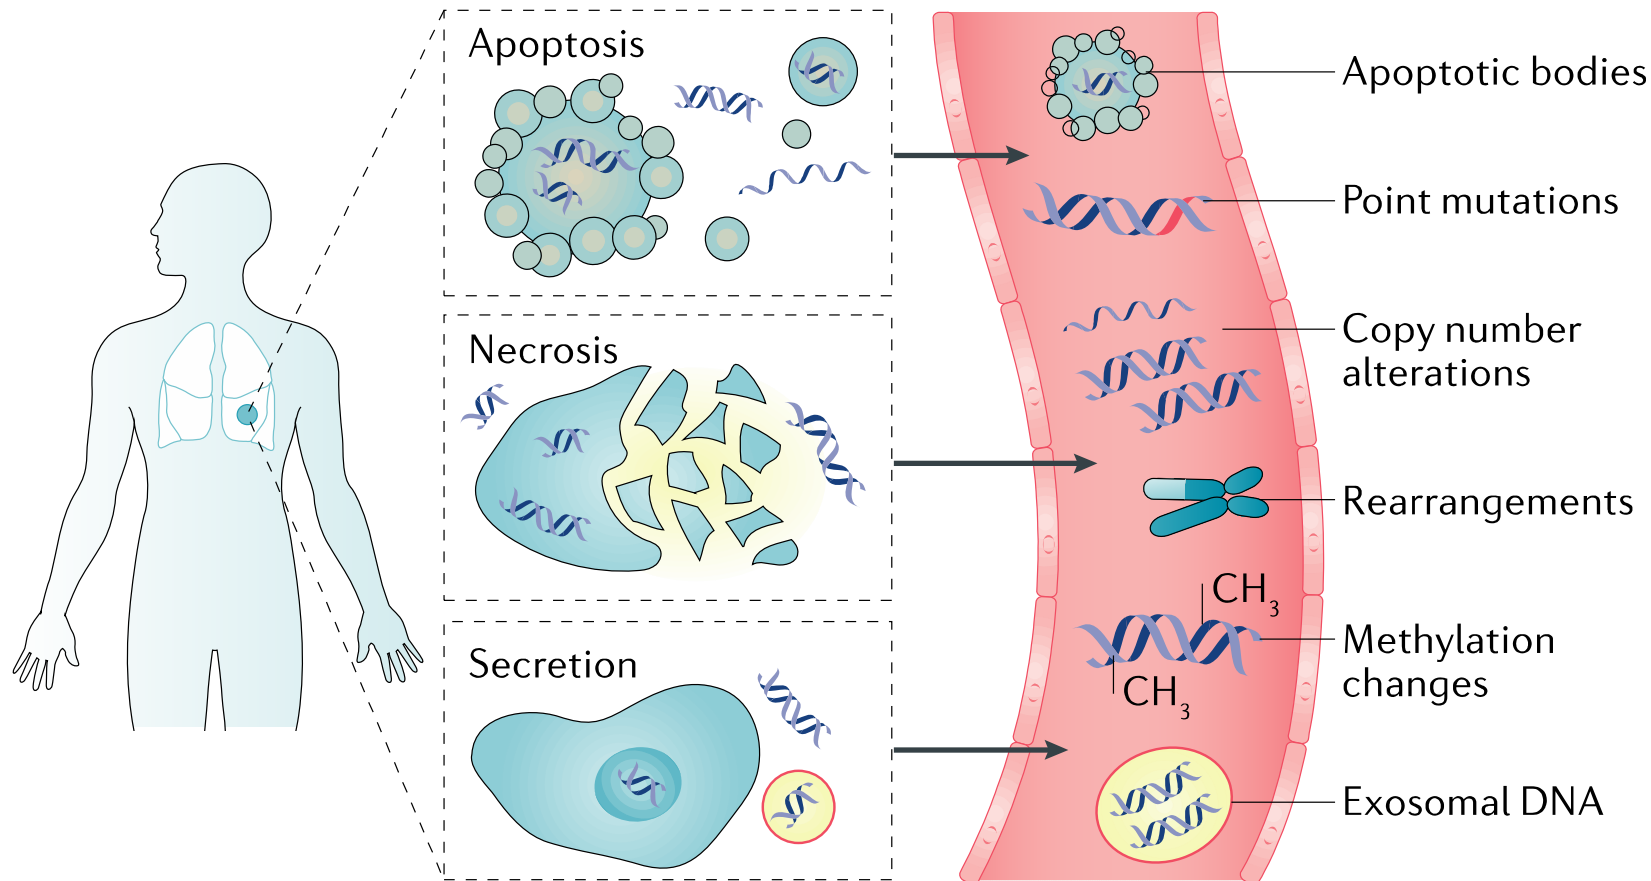 Apoptosis
Necrosis
Secretion
Apoptotic bodies
Point mutations
Copy number
alterations
Rearrangements
CH₃
CH₃
Methylation
changes
Exosomal DNA